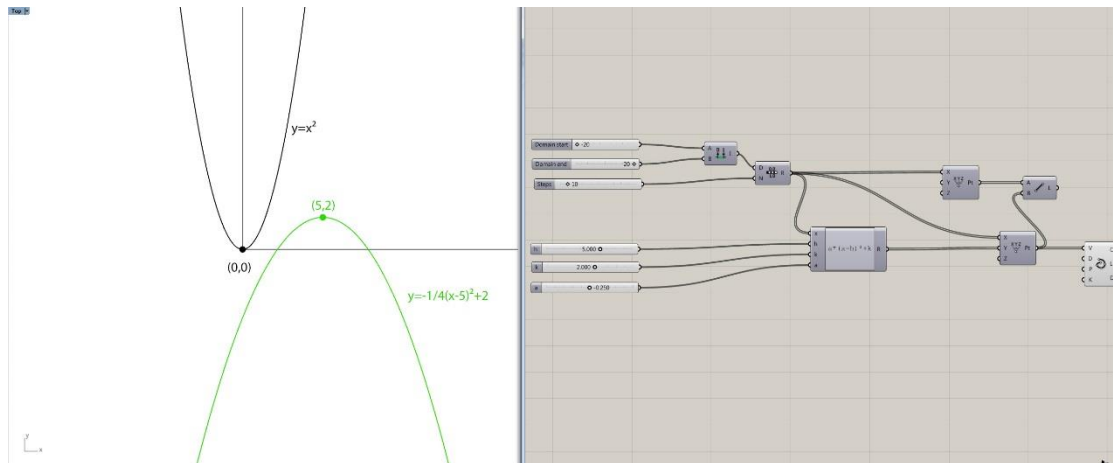 Top
y=x²
(5,2)
(0,0)
y=-1/4(x-5)²+2
y
x
Domain start
-20
Domain end
20
Steps
10
h
5.000
k
2.000
a
-0.250
A
B
I
D
N
R
x
h
k
a
a*(x-h)²+k
R
X
Y
Z
Pt
A
B
L
X
Y
Z
Pt
V
D
P
K
C
L
D